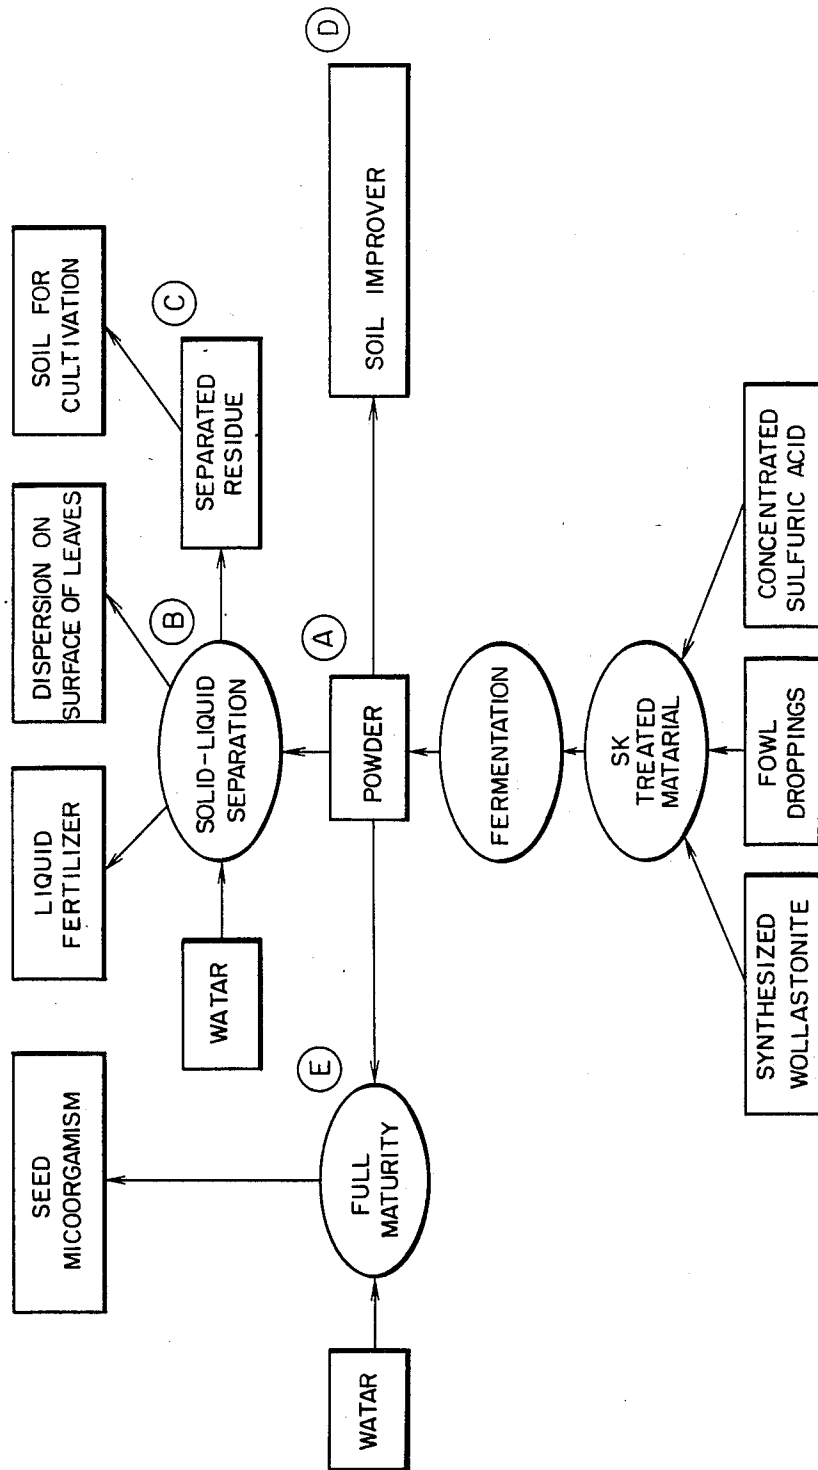 SEED
MICOORGAMISM
LIQUID
FERTILIZER
DISPERSION ON
SURFACE OF LEAVES
SOIL FOR
CULTIVATION
WATAR
SOLID-LIQUID
SEPARATION
B
SEPARATED
RESIDUE
C
WATAR
FULL
MATURITY
E
POWDER
A
SOIL IMPROVER
D
FERMENTATION
SK
TREATED
MATARIAL
SYNTHESIZED
WOLLASTONITE
FOWL
DROPPINGS
CONCENTRATED
SULFURIC ACID